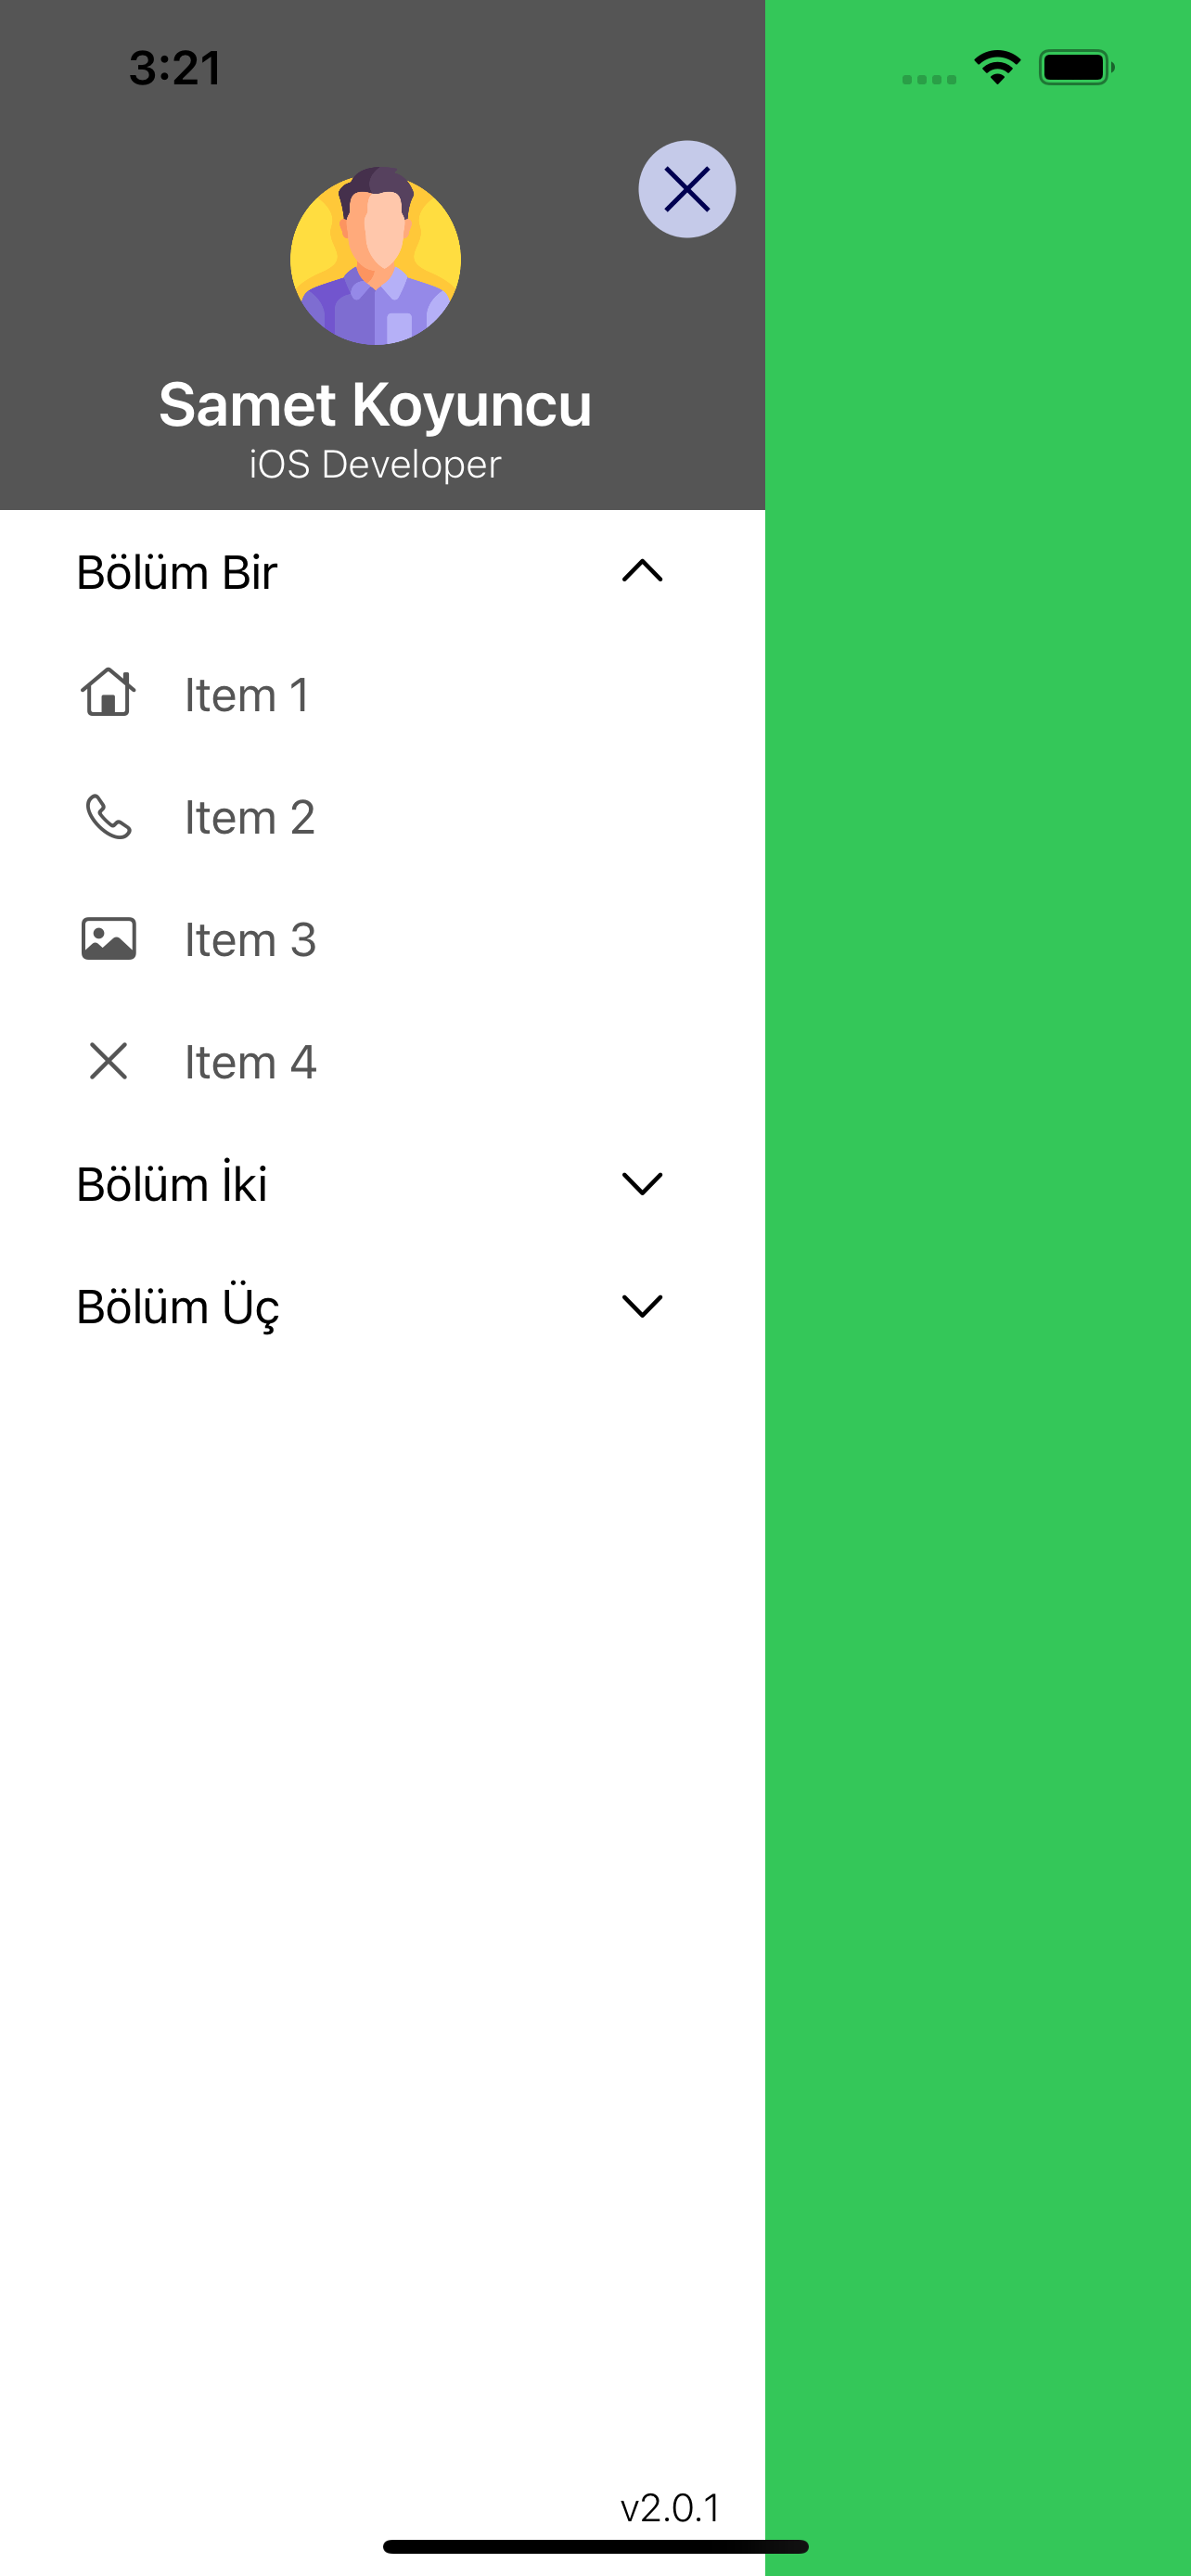 3:21
Samet Koyuncu
iOS Developer
Bölüm Bir
Item 1
Item 2
Item 3
Item 4
Bölüm İki
Bölüm Üç
v2.0.1